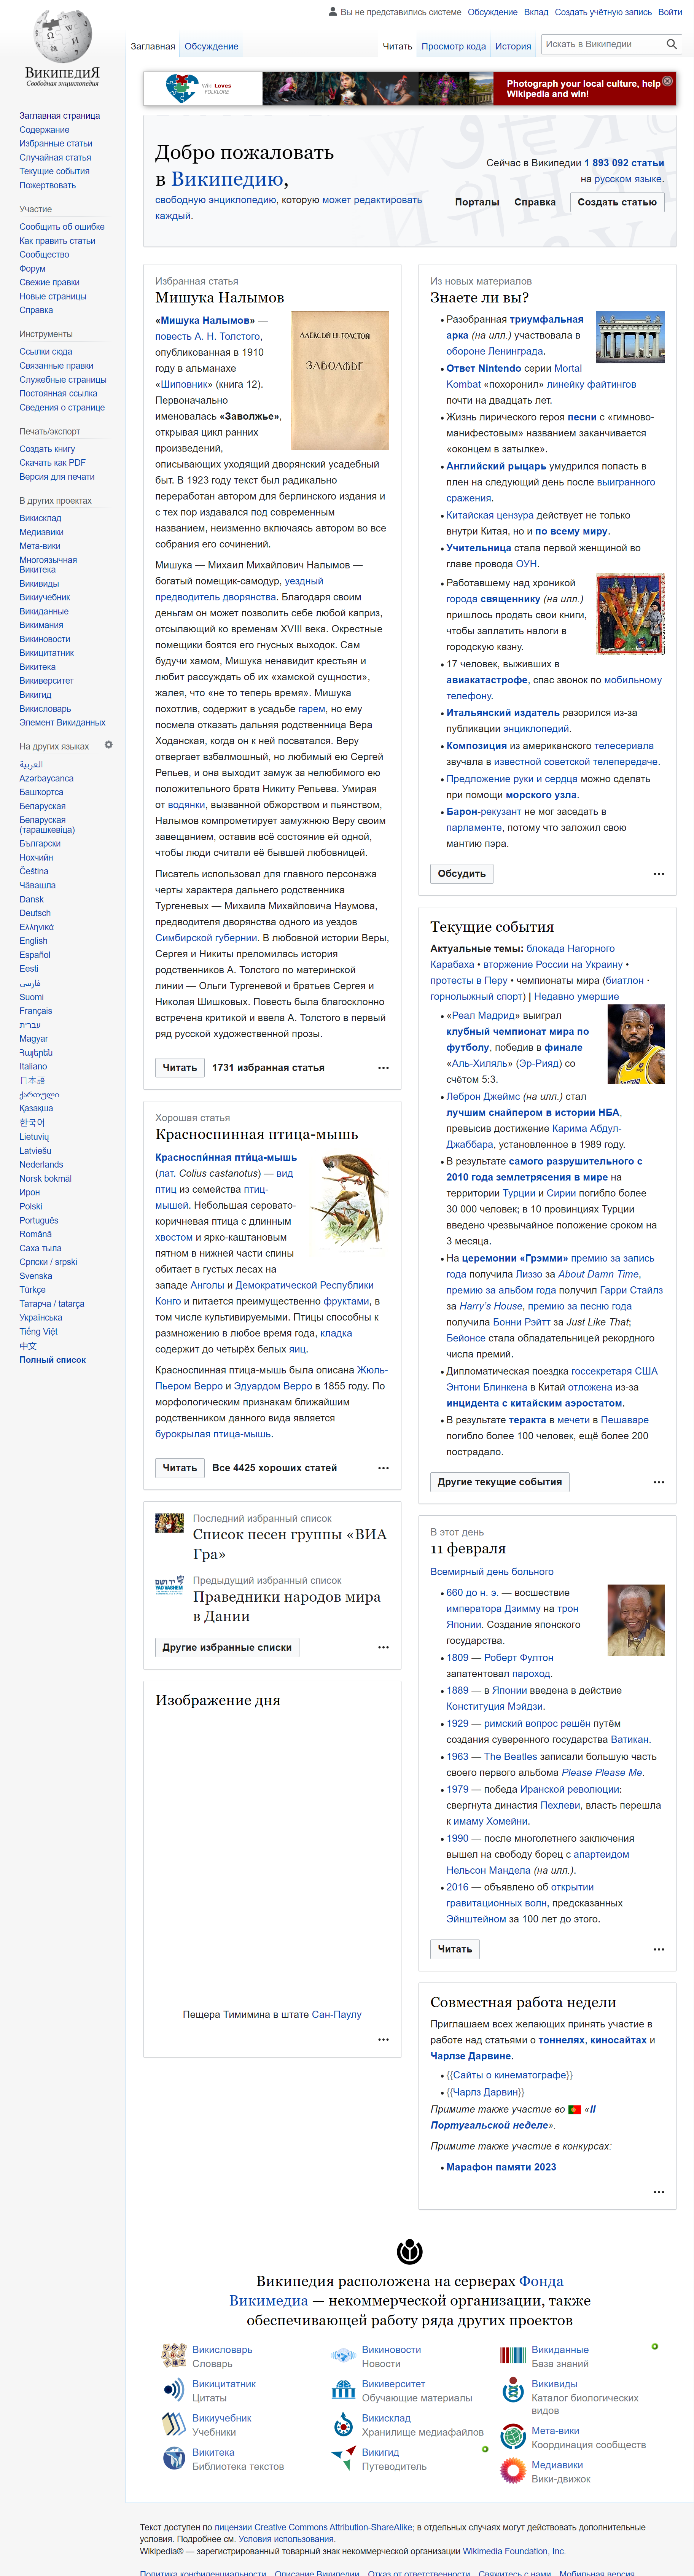 Вы не представились системе Обсуждение Вклад Создать учётную запись Войти
Заглавная Обсуждение Читать Просмотр кода История Искать в Википедии
ВикипедиЯ
Свободная энциклопедия
Заглавная страница
Содержание
Избранные статьи
Случайная статья
Текущие события
Пожертвовать
Участие
Сообщить об ошибке
Как править статьи
Сообщество
Форум
Свежие правки
Новые страницы
Справка
Инструменты
Ссылки сюда
Связанные правки
Служебные страницы
Постоянная ссылка
Сведения о странице
Печать/экспорт
Создать книгу
Скачать как PDF
Версия для печати
В других проектах
Викисклад
Медиавики
Мета-вики
Многоязычная
Викитека
Викивиды
Викиучебник
Викиданные
Викимания
Викиновости
Викицитатник
Викитека
Викиверситет
Викигид
Викисловарь
Элемент Викиданных
На других языках
العربية
Azərbaycanca
Башҡортса
Беларуская
Беларуская
(тарашкевіца)
Български
Нохчийн
Čeština
Чӑвашла
Dansk
Deutsch
Ελληνικά
English
Español
Eesti
فارسی
Suomi
Français
עברית
Magyar
Հայերեն
Italiano
日本語
ქართული
Қазақша
한국어
Lietuvių
Latviešu
Nederlands
Norsk bokmål
Ирон
Polski
Português
Română
Саха тыла
Српски / srpski
Svenska
Türkçe
Татарча / tatarça
Українська
Tiếng Việt
中文
Полный список
Wiki Loves
FOLKLORE
Photograph your local culture, help
Wikipedia and win!
Добро пожаловать
в Википедию,
свободную энциклопедию, которую может редактировать
каждый.
Сейчас в Википедии 1 893 092 статьи
на русском языке.
Порталы Справка Создать статью
Избранная статья
Мишука Налымов
АЛЕКСѢЙ Н. ТОЛСТОЙ
ЗАВОЛЖЬЕ
«Мишука Налымов» —
повесть А. Н. Толстого,
опубликованная в 1910
году в альманахе
«Шиповник» (книга 12).
Первоначально
именовалась «Заволжье»,
открывая цикл ранних
произведений,
описывающих уходящий дворянский усадебный
быт. В 1923 году текст был радикально
переработан автором для берлинского издания и
с тех пор издавался под современным
названием, неизменно включаясь автором во все
собрания его сочинений.
Мишука — Михаил Михайлович Налымов —
богатый помещик-самодур, уездный
предводитель дворянства. Благодаря своим
деньгам он может позволить себе любой каприз,
отсылающий ко временам XVIII века. Окрестные
помещики боятся его гнусных выходок. Сам
будучи хамом, Мишука ненавидит крестьян и
любит рассуждать об их «хамской сущности»,
жалея, что «не то теперь время». Мишука
похотлив, содержит в усадьбе гарем, но ему
посмела отказать дальняя родственница Вера
Ходанская, когда он к ней посватался. Веру
отвергает взбалмошный, но любимый ею Сергей
Репьев, и она выходит замуж за нелюбимого ею
положительного брата Никиту Репьева. Умирая
от водянки, вызванной обжорством и пьянством,
Налымов компрометирует замужнюю Веру своим
завещанием, оставив всё состояние ей одной,
чтобы люди считали её бывшей любовницей.
Писатель использовал для главного персонажа
черты характера дальнего родственника
Тургеневых — Михаила Михайловича Наумова,
предводителя дворянства одного из уездов
Симбирской губернии. В любовной истории Веры,
Сергея и Никиты преломилась история
родственников А. Толстого по материнской
линии — Ольги Тургеневой и братьев Сергея и
Николая Шишковых. Повесть была благосклонно
встречена критикой и ввела А. Толстого в первый
ряд русской художественной прозы.
Читать 1731 избранная статья
Хорошая статья
Красноспинная птица-мышь
Красноспи́нная пти́ца-мышь
(лат. Colius castanotus) — вид
птиц из семейства птиц-
мышей. Небольшая серовато-
коричневая птица с длинным
хвостом и ярко-каштановым
пятном в нижней части спины
обитает в густых лесах на
западе Анголы и Демократической Республики
Конго и питается преимущественно фруктами, в
том числе культивируемыми. Птицы способны к
размножению в любое время года, кладка
содержит до четырёх белых яиц.
Красноспинная птица-мышь была описана Жюль-
Пьером Верро и Эдуардом Верро в 1855 году. По
морфологическим признакам ближайшим
родственником данного вида является
бурокрылая птица-мышь.
Читать Все 4425 хороших статей
Последний избранный список
Список песен группы «ВИА
Гра»
יד ושם
YAD VASHEM
Предыдущий избранный список
Праведники народов мира
в Дании
Другие избранные списки
Изображение дня
Пещера Тимимина в штате Сан-Паулу
Из новых материалов
Знаете ли вы?
Разобранная триумфальная
арка (на илл.) участвовала в
обороне Ленинграда.
Ответ Nintendo серии Mortal
Kombat «похоронил» линейку файтингов
почти на двадцать лет.
Жизнь лирического героя песни с «гимново-
манифестовым» названием заканчивается
«оконцем в затылке».
Английский рыцарь умудрился попасть в
плен на следующий день после выигранного
сражения.
Китайская цензура действует не только
внутри Китая, но и по всему миру.
Учительница стала первой женщиной во
главе провода ОУН.
Работавшему над хроникой
города священнику (на илл.)
пришлось продать свои книги,
чтобы заплатить налоги в
городскую казну.
17 человек, выживших в
авиакатастрофе, спас звонок по мобильному
телефону.
Итальянский издатель разорился из-за
публикации энциклопедий.
Композиция из американского телесериала
звучала в известной советской телепередаче.
Предложение руки и сердца можно сделать
при помощи морского узла.
Барон-рекузант не мог заседать в
парламенте, потому что заложил свою
мантию пэра.
Обсудить
Текущие события
Актуальные темы: блокада Нагорного
Карабаха • вторжение России на Украину •
протесты в Перу • чемпионаты мира (биатлон ·
горнолыжный спорт) | Недавно умершие
«Реал Мадрид» выиграл
клубный чемпионат мира по
футболу, победив в финале
«Аль-Хиляль» (Эр-Рияд) со
счётом 5:3.
Леброн Джеймс (на илл.) стал
лучшим снайпером в истории НБА,
превысив достижение Карима Абдул-
Джаббара, установленное в 1989 году.
В результате самого разрушительного с
2010 года землетрясения в мире на
территории Турции и Сирии погибло более
30 000 человек; в 10 провинциях Турции
введено чрезвычайное положение сроком на
3 месяца.
На церемонии «Грэмми» премию за запись
года получила Лиззо за About Damn Time,
премию за альбом года получил Гарри Стайлз
за Harry's House, премию за песню года
получила Бонни Рэйтт за Just Like That;
Бейонсе стала обладательницей рекордного
числа премий.
Дипломатическая поездка госсекретаря США
Энтони Блинкена в Китай отложена из-за
инцидента с китайским аэростатом.
В результате теракта в мечети в Пешаваре
погибло более 100 человек, ещё более 200
пострадало.
Другие текущие события
В этот день
11 февраля
Всемирный день больного
660 до н. э. — восшествие
императора Дзимму на трон
Японии. Создание японского
государства.
1809 — Роберт Фултон
запатентовал пароход.
1889 — в Японии введена в действие
Конституция Мэйдзи.
1929 — римский вопрос решён путём
создания суверенного государства Ватикан.
1963 — The Beatles записали большую часть
своего первого альбома Please Please Me.
1979 — победа Иранской революции:
свергнута династия Пехлеви, власть перешла
к имаму Хомейни.
1990 — после многолетнего заключения
вышел на свободу борец с апартеидом
Нельсон Мандела (на илл.).
2016 — объявлено об открытии
гравитационных волн, предсказанных
Эйнштейном за 100 лет до этого.
Читать
Совместная работа недели
Приглашаем всех желающих принять участие в
работе над статьями о тоннелях, киносайтах и
Чарлзе Дарвине.
{{Сайты о кинематографе}}
{{Чарлз Дарвин}}
Примите также участие во «II
Португальской неделе».
Примите также участие в конкурсах:
Марафон памяти 2023
Википедия расположена на серверах Фонда
Викимедиа — некоммерческой организации, также
обеспечивающей работу ряда других проектов
Викисловарь
Словарь
Викиновости
Новости
Викиданные
База знаний
Викицитатник
Цитаты
Викиверситет
Обучающие материалы
Викивиды
Каталог биологических
видов
Викиучебник
Учебники
Викисклад
Хранилище медиафайлов
Мета-вики
Координация сообществ
Викитека
Библиотека текстов
Викигид
Путеводитель
Медиавики
Вики-движок
Текст доступен по лицензии Creative Commons Attribution-ShareAlike; в отдельных случаях могут действовать дополнительные
условия. Подробнее см. Условия использования.
Wikipedia® — зарегистрированный товарный знак некоммерческой организации Wikimedia Foundation, Inc.
Политика конфиденциальности Описание Википедии Отказ от ответственности Свяжитесь с нами Мобильная версия